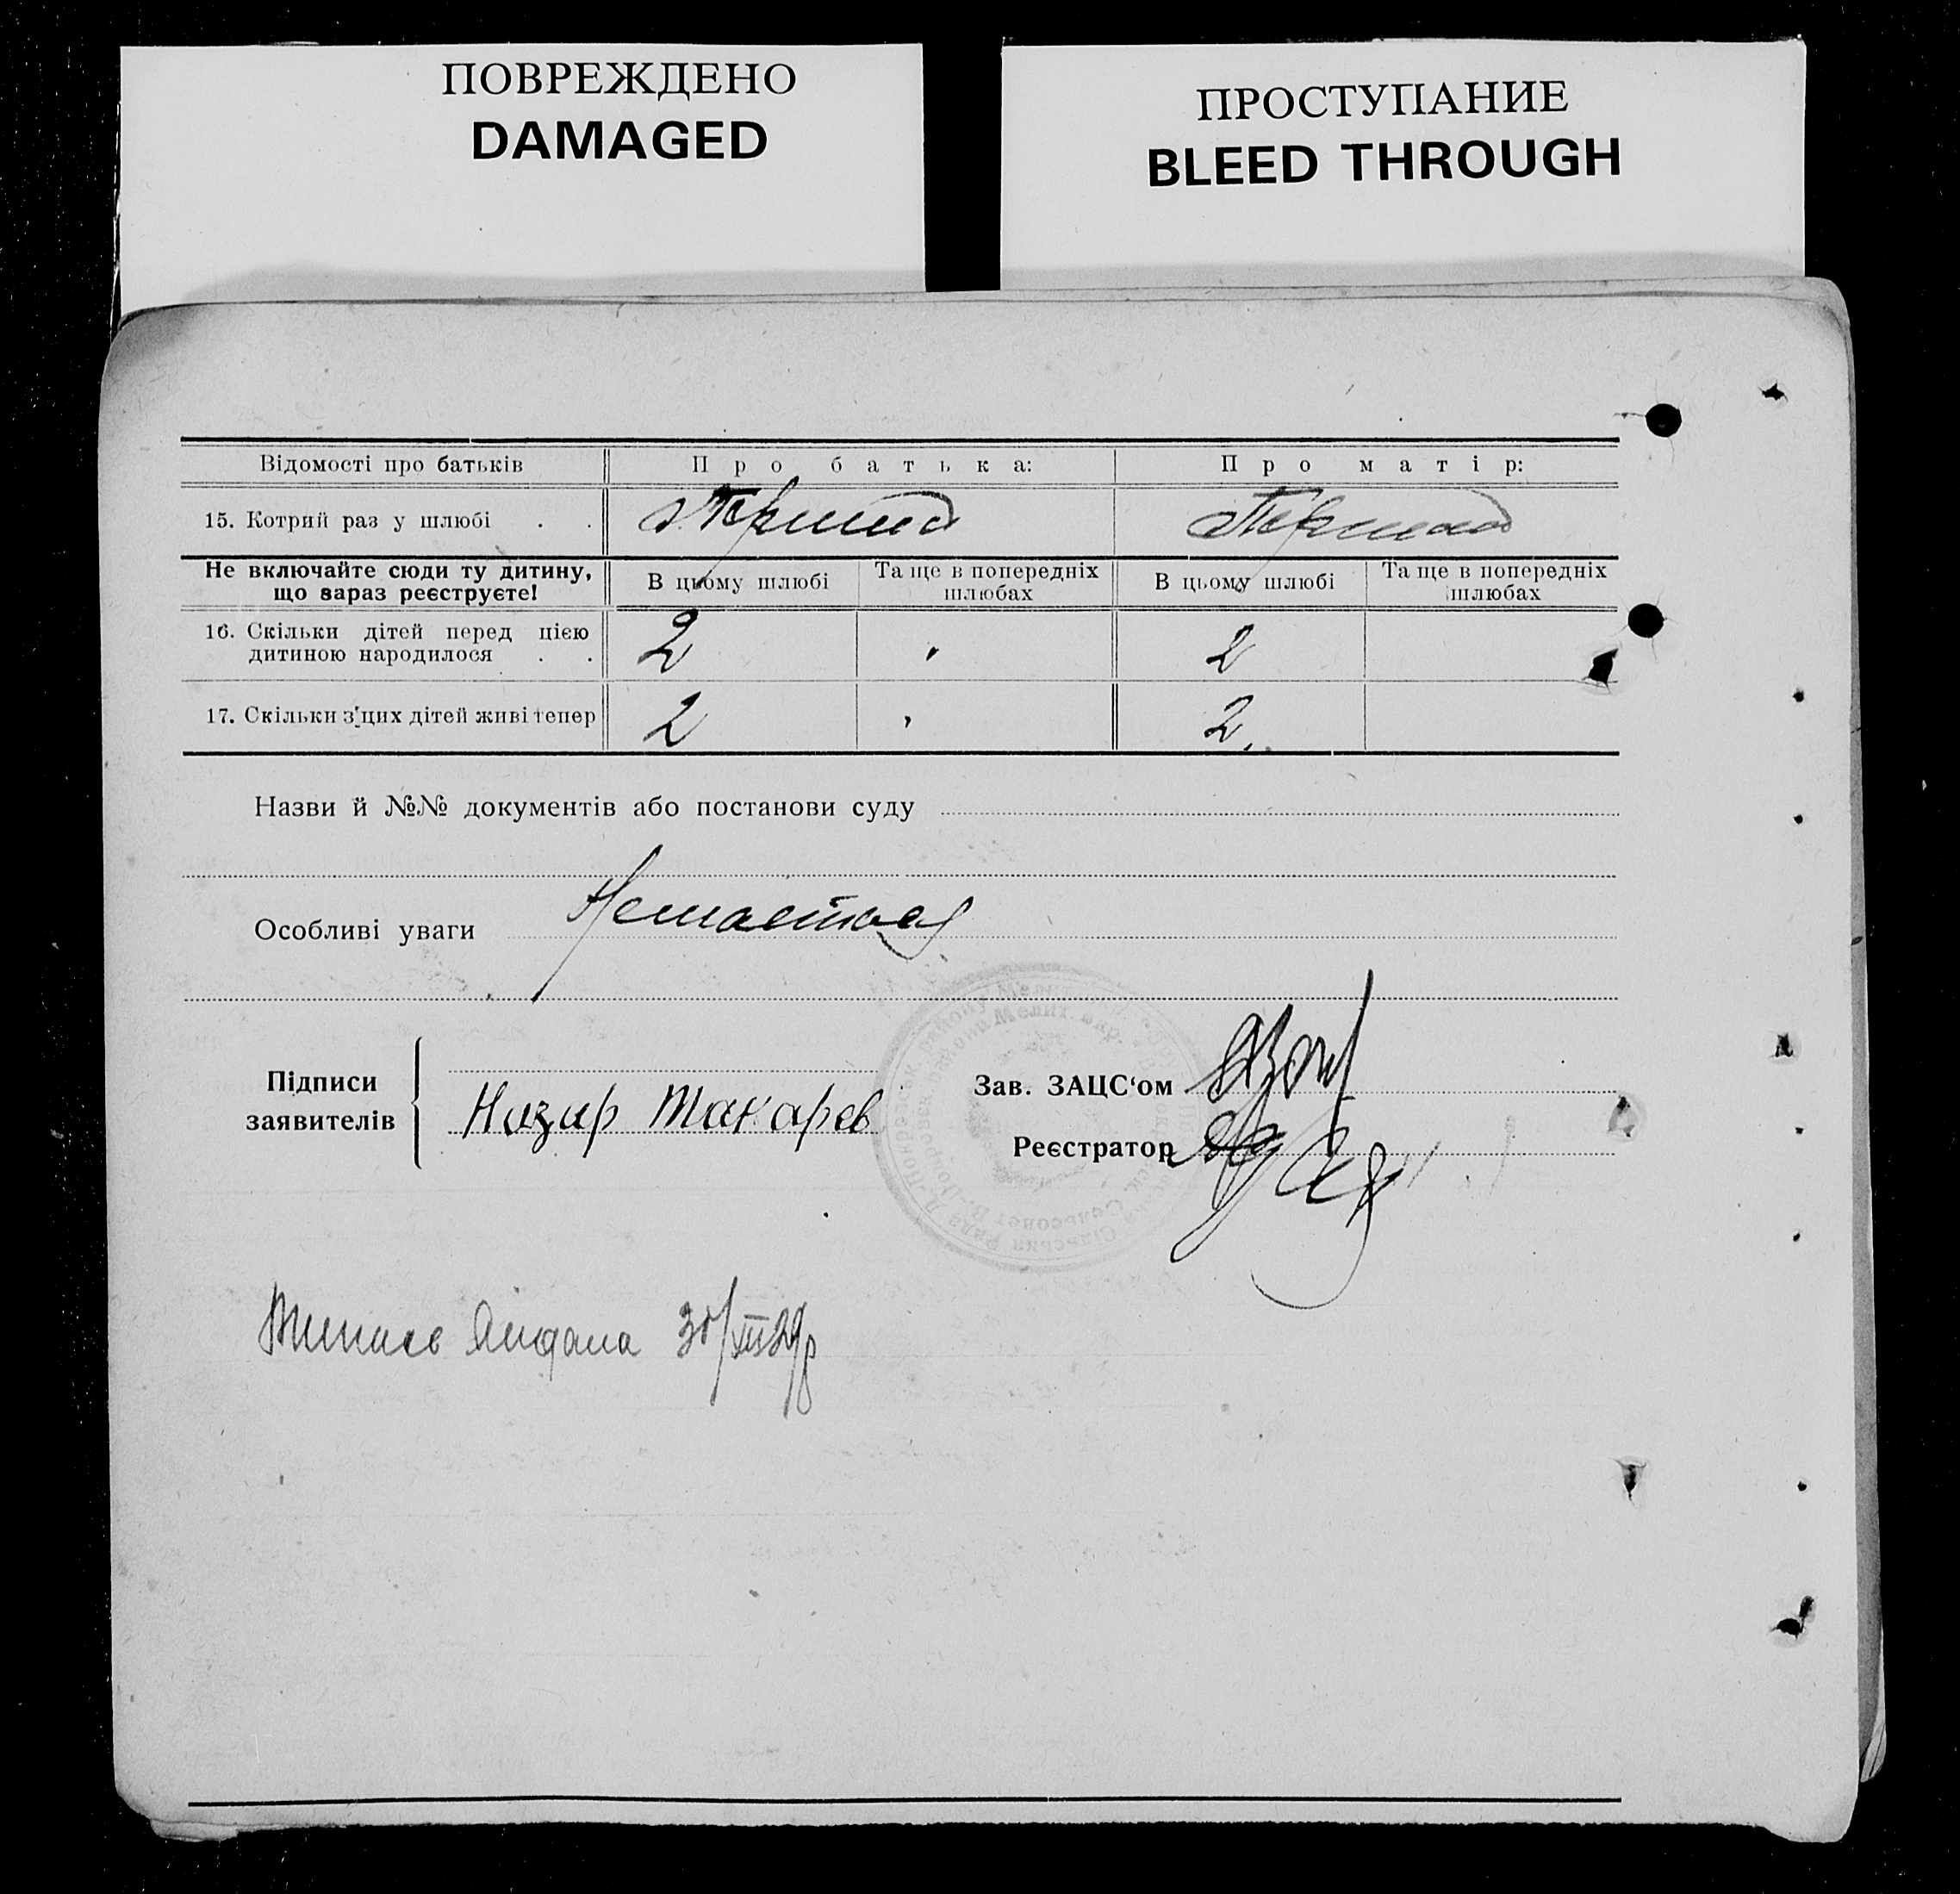 ПОВРЕЖДЕНО
DAMAGED
ПРОСТУПАНИЕ
BLEED THROUGH
Відомості про батьків
Про батька:
Про матір:
15. Котрий раз у шлюбі . .
Не включайте сюди ту дитину,
що зараз реєструєте!
В цьому шлюбі
Та ще в попередніх
шлюбах
В цьому шлюбі
Та ще в попередніх
шлюбах
16. Скільки дітей перед цією
дитиною народилося . .
2
2
17. Скільки з цих дітей живі тепер
2
2
Назви й №№ документів або постанови суду
Особливі уваги
Підписи
заявителів
Назар Макарев
Зав. ЗАЦС'ом
Реєстратор